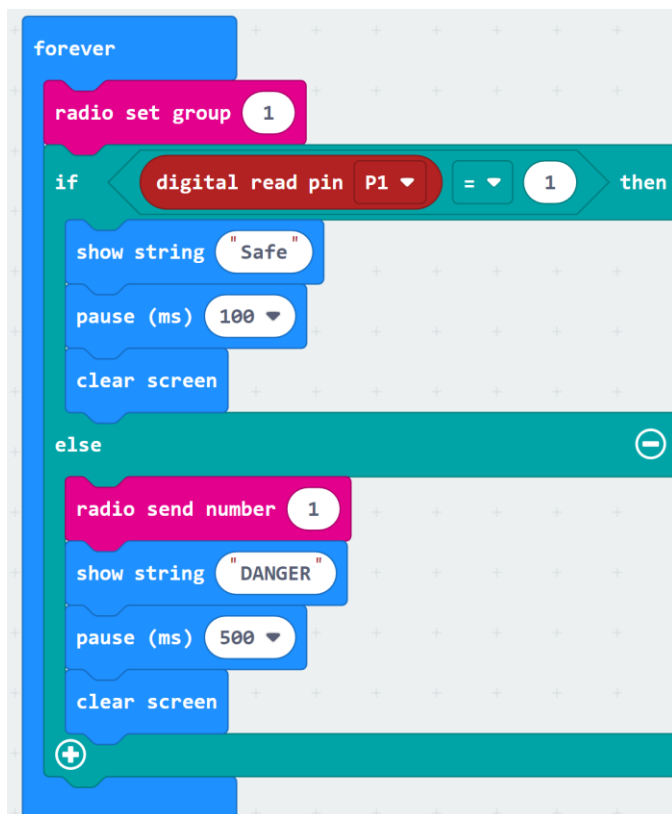 forever
radio set group 1
if digital read pin P1 = 1 then
show string "Safe"
pause (ms) 100
clear screen
else
radio send number 1
show string "DANGER"
pause (ms) 500
clear screen